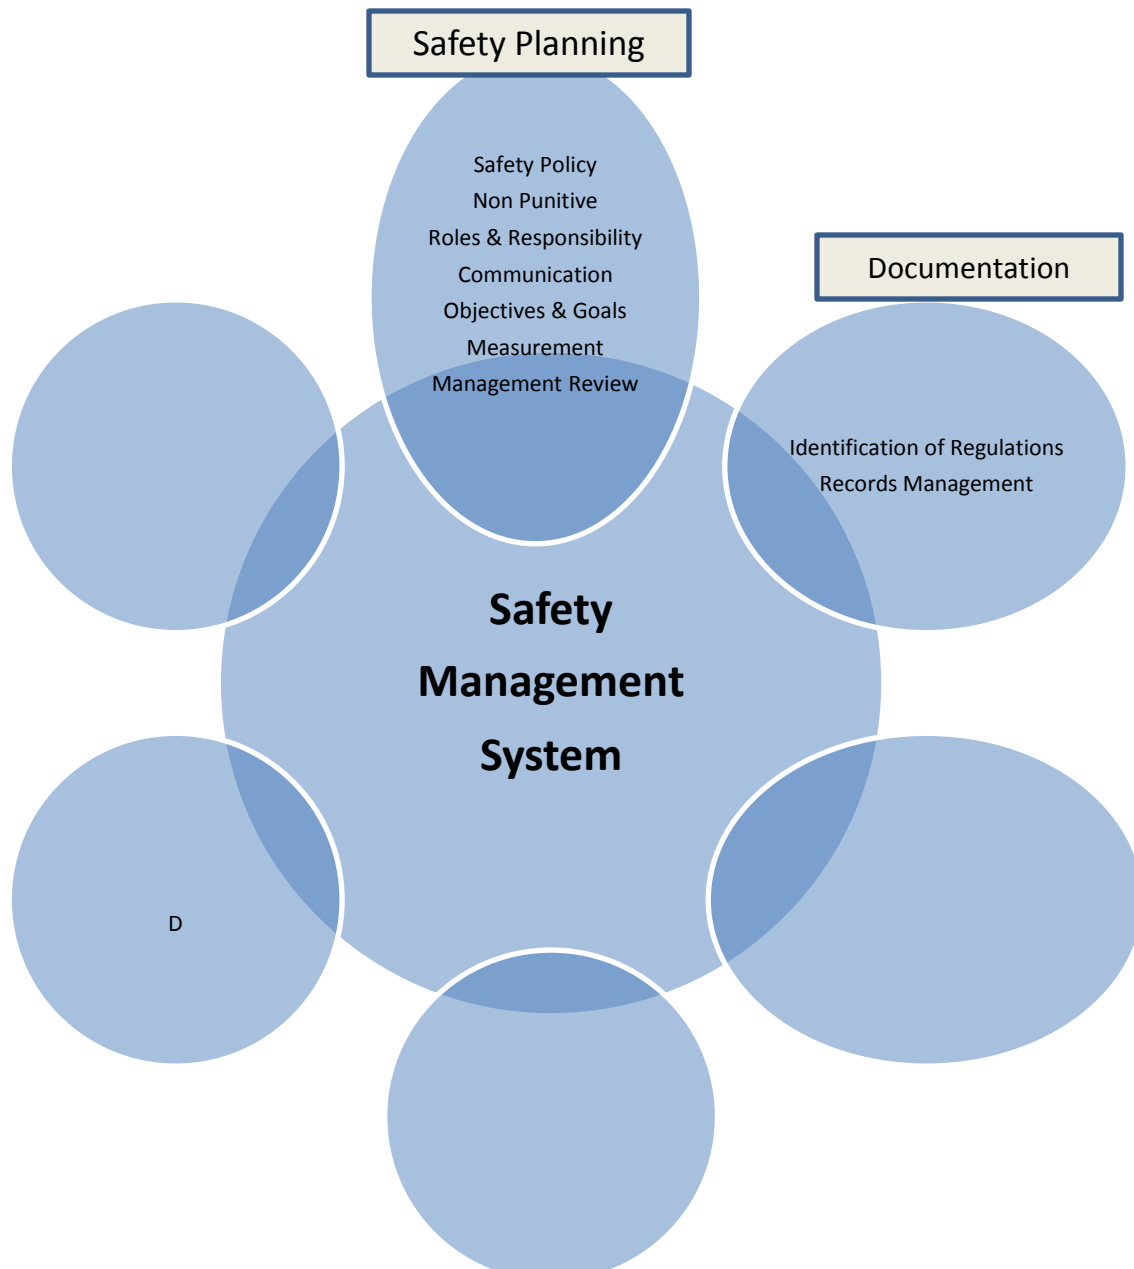 Safety Planning
Safety Policy
Non Punitive
Roles & Responsibility
Communication
Objectives & Goals
Measurement
Management Review
Documentation
Identification of Regulations
Records Management
Safety
Management
System
D